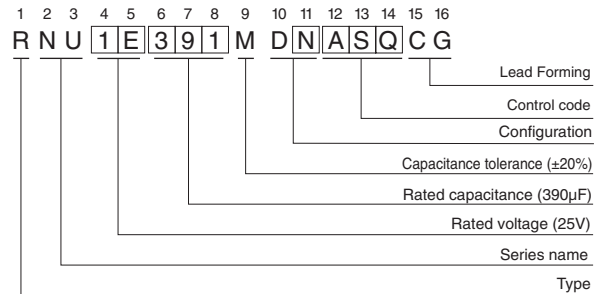 1 2 3 4 5 6 7 8 9 10 11 12 13 14 15 16
R N U 1 E 3 9 1 M D N A S Q C G
Lead Forming
Control code
Configuration
Capacitance tolerance (±20%)
Rated capacitance (390µF)
Rated voltage (25V)
Series name
Type